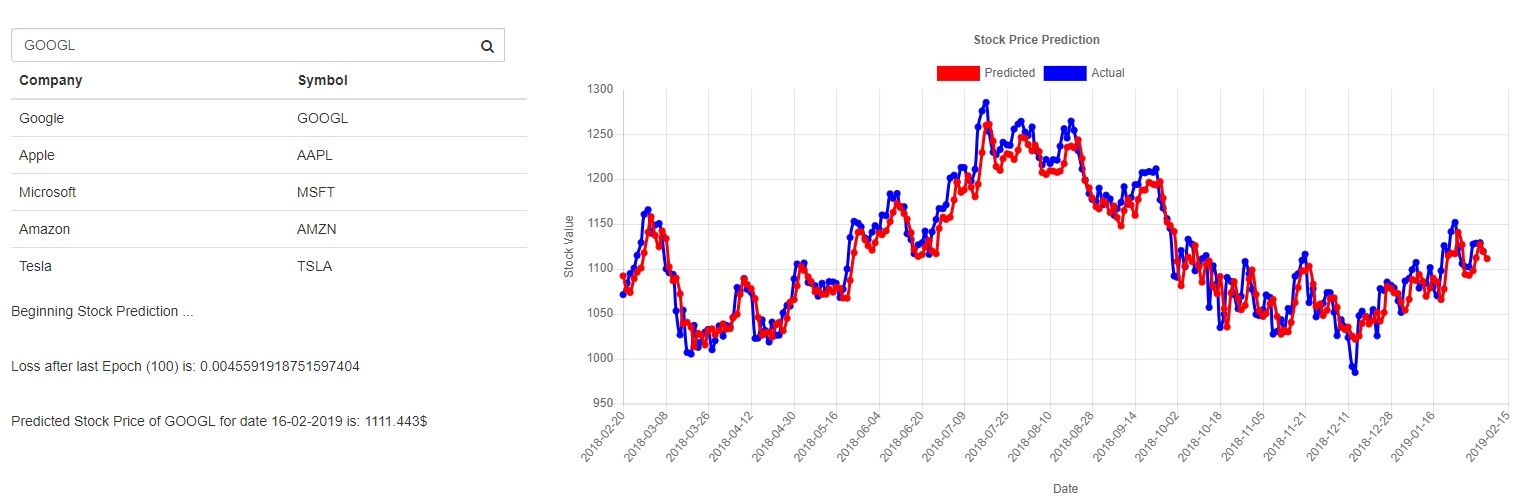 GOOGL
Company Symbol
Google GOOGL
Apple AAPL
Microsoft MSFT
Amazon AMZN
Tesla TSLA
Beginning Stock Prediction ...
Loss after last Epoch (100) is: 0.0045591918751597404
Predicted Stock Price of GOOGL for date 16-02-2019 is: 1111.443$
Stock Price Prediction
Predicted Actual
Stock Value
1300
1250
1200
1150
1100
1050
1000
950
2018-02-20
2018-03-08
2018-03-26
2018-04-12
2018-04-30
2018-05-16
2018-06-04
2018-06-20
2018-07-09
2018-07-25
2018-08-10
2018-08-28
2018-09-14
2018-10-02
2018-10-18
2018-11-05
2018-11-21
2018-12-11
2018-12-28
2019-01-16
2019-02-15
Date